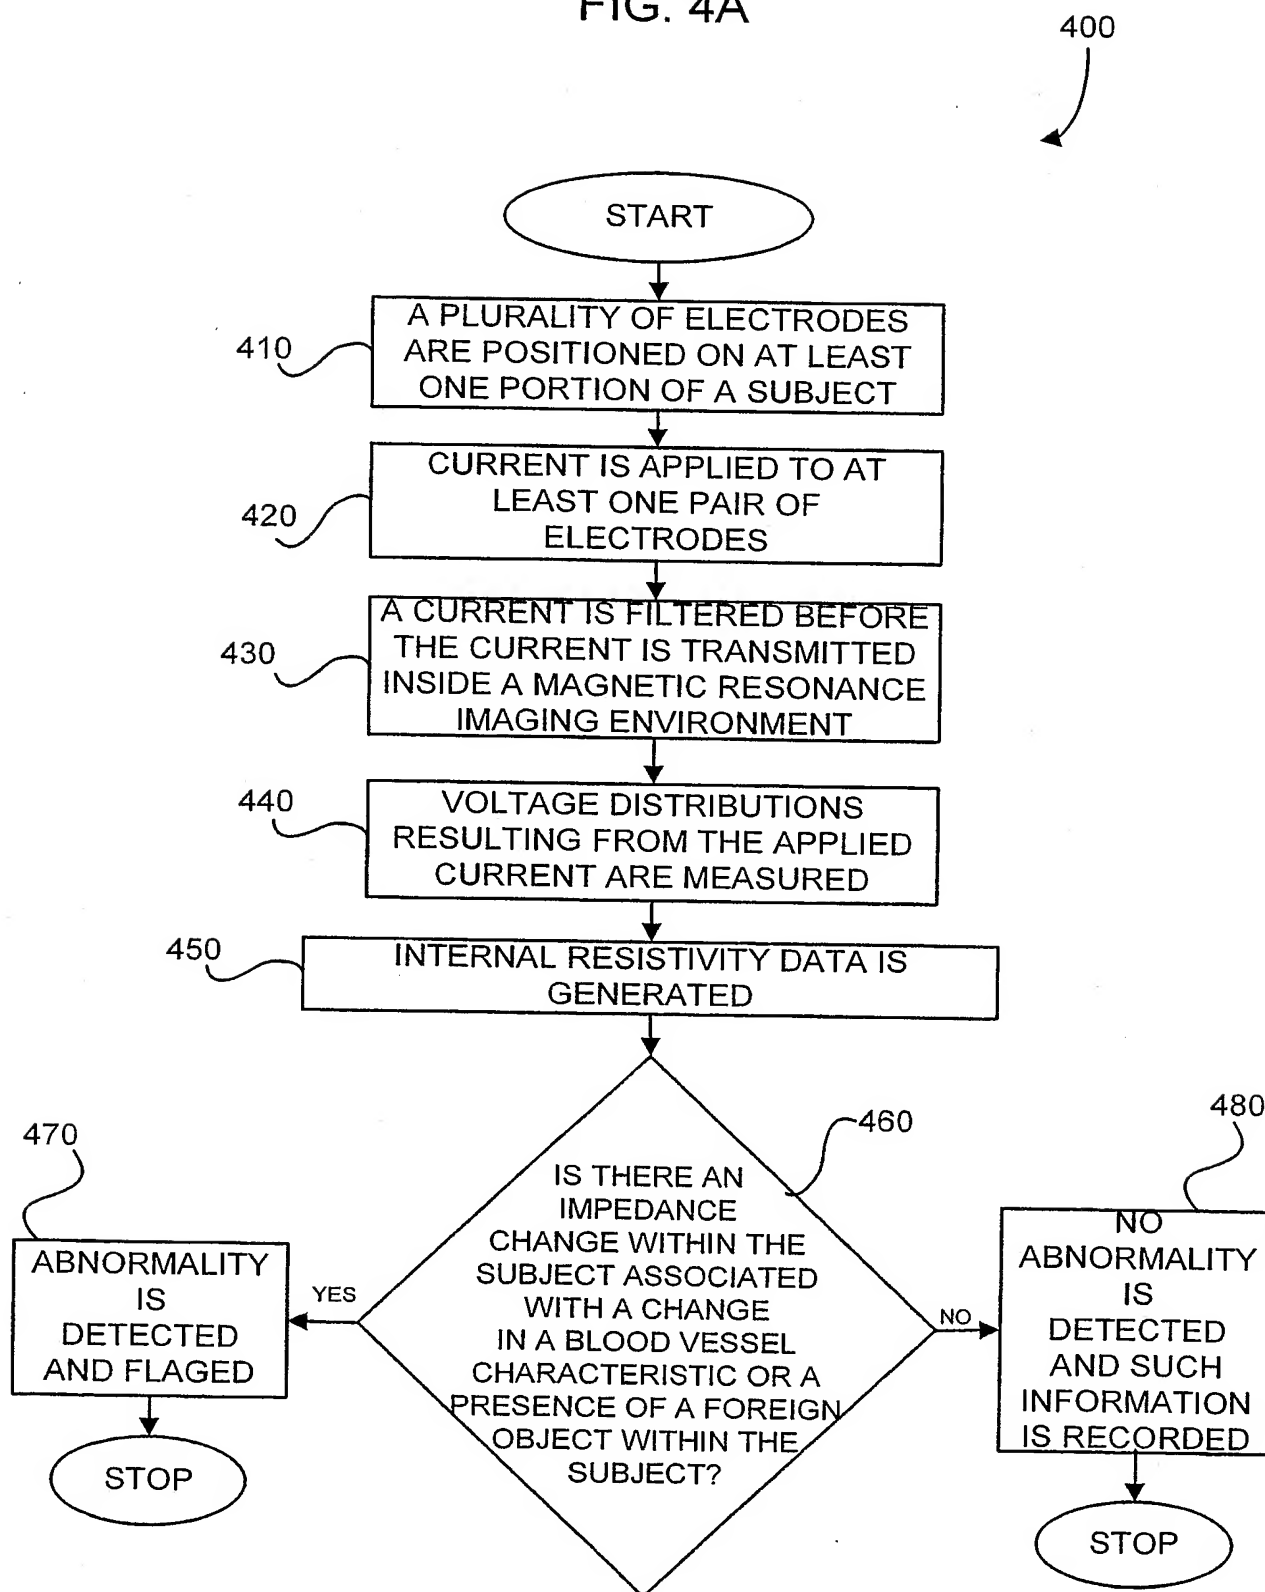 FIG. 4A
400
START
410
A PLURALITY OF ELECTRODES
ARE POSITIONED ON AT LEAST
ONE PORTION OF A SUBJECT
420
CURRENT IS APPLIED TO AT
LEAST ONE PAIR OF
ELECTRODES
430
A CURRENT IS FILTERED BEFORE
THE CURRENT IS TRANSMITTED
INSIDE A MAGNETIC RESONANCE
IMAGING ENVIRONMENT
440
VOLTAGE DISTRIBUTIONS
RESULTING FROM THE APPLIED
CURRENT ARE MEASURED
450
INTERNAL RESISTIVITY DATA IS
GENERATED
460
IS THERE AN
IMPEDANCE
CHANGE WITHIN THE
SUBJECT ASSOCIATED
WITH A CHANGE
IN A BLOOD VESSEL
CHARACTERISTIC OR A
PRESENCE OF A FOREIGN
OBJECT WITHIN THE
SUBJECT?
YES
470
ABNORMALITY
IS
DETECTED
AND FLAGED
STOP
NO
480
NO
ABNORMALITY
IS
DETECTED
AND SUCH
INFORMATION
IS RECORDED
STOP